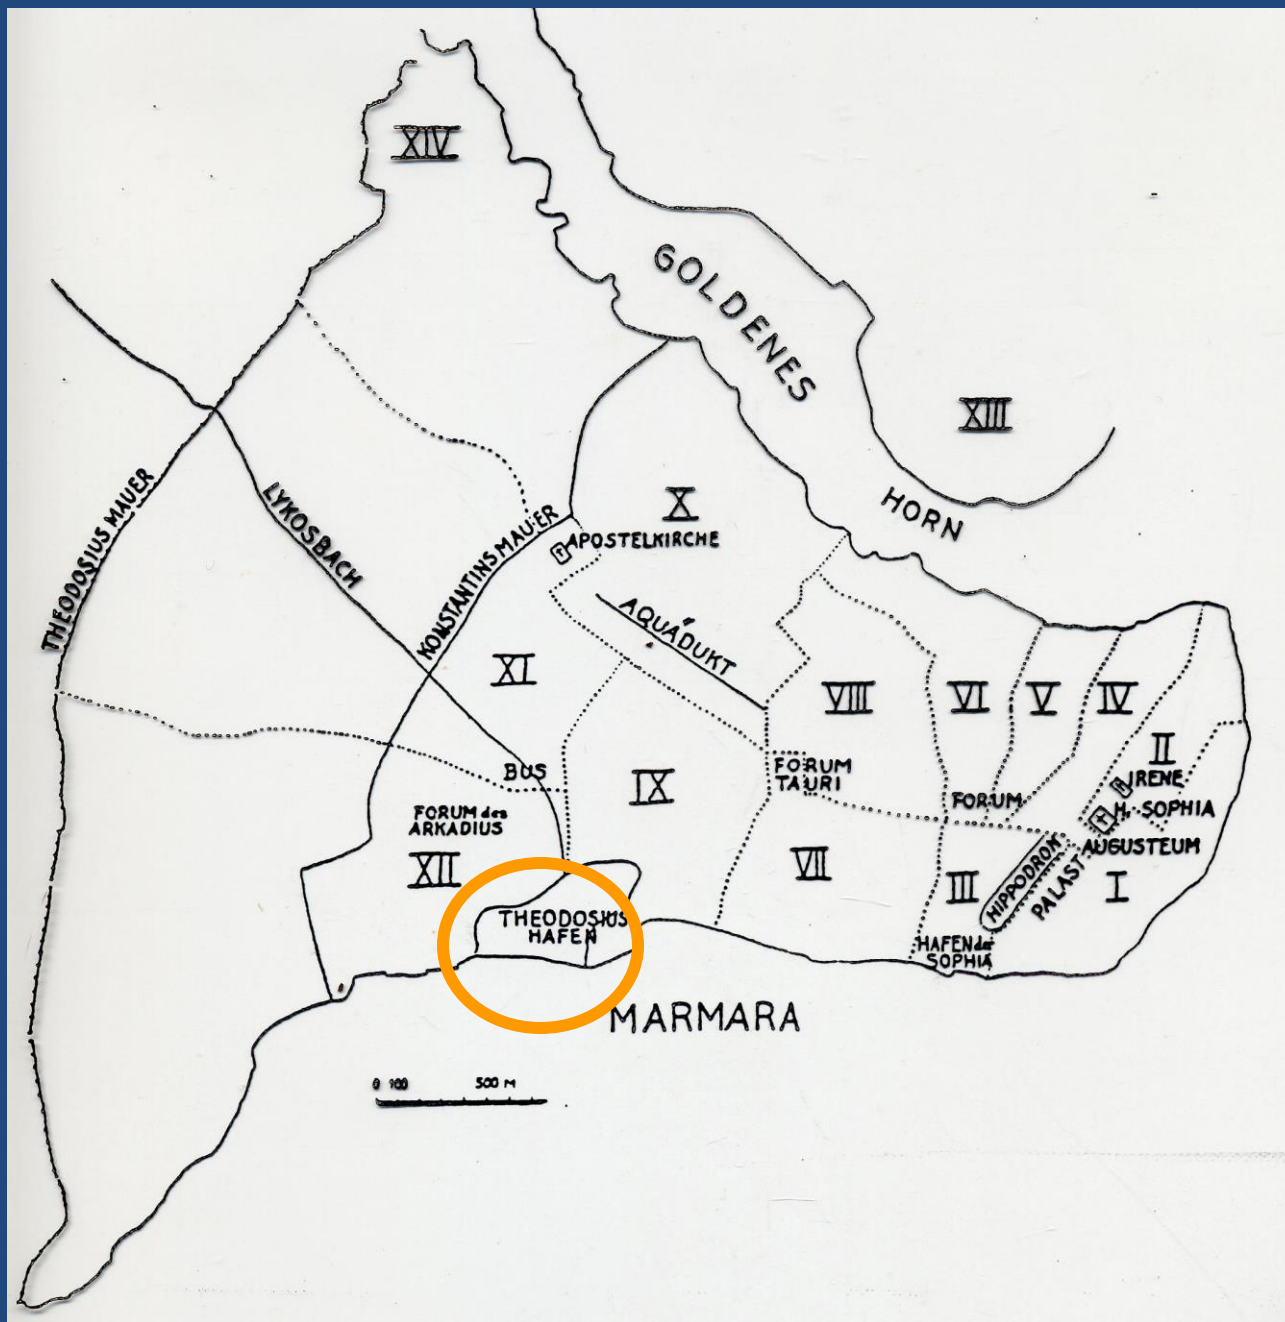 XIV
GOLDENES
HORN
XIII
THEODOSIUS MAUER
LYKOSBACH
KONSTANTINS MAUER
X
APOSTELKIRCHE
AQUÄDUKT
XI
VIII
VI
V
IV
II
IRENE
H. SOPHIA
AUGUSTEUM
I
BUS
IX
FORUM
TAURI
FORUM
FORUM des
ARKADIUS
XII
VII
III
HIPPODROM
PALAST
THEODOSIUS
HAFEN
HAFEN der
SOPHIA
MARMARA
0 100 500 M